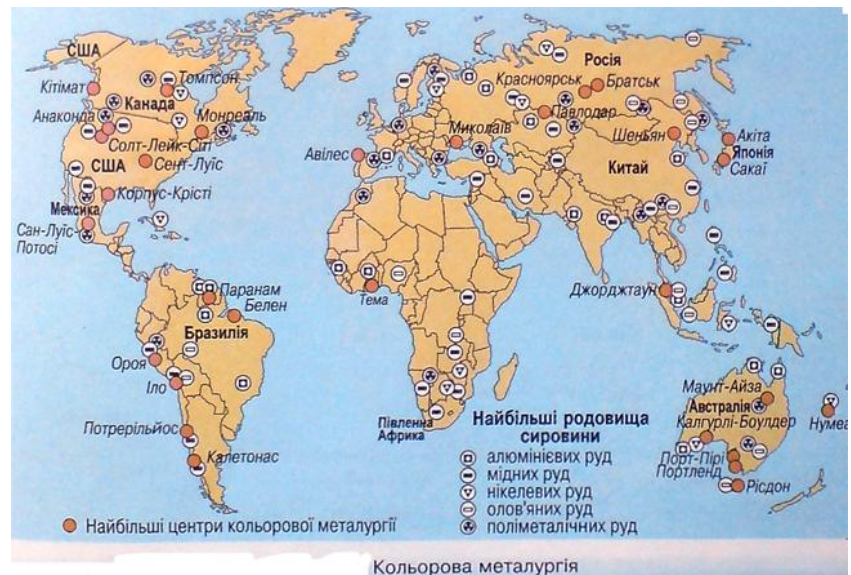 США
Кітімат
Томпсон
Анаконда
Канада
Монреаль
Солт-Лейк-Сіті
США
Сент-Луїс
Корпус-Крісті
Мексика
Сан-Луїс-
Потосі
Паранам
Белен
Бразилія
Ороя
Іло
Потрерільйос
Калетонас
Росія
Красноярськ
Братськ
Павлодар
Миколаїв
Авілес
Шеньян
Акіта
Японія
Сакаї
Китай
Тема
Джорджтаун
Південна
Африка
Маунт-Айза
Австралія
Калгурлі-Боулдер
Нумеа
Порт-Пірі
Портленд
Рісдон
Найбільші родовища
сировини
алюмінієвих руд
мідних руд
нікелевих руд
олов'яних руд
поліметалічних руд
Найбільші центри кольорової металургії
Кольорова металургія